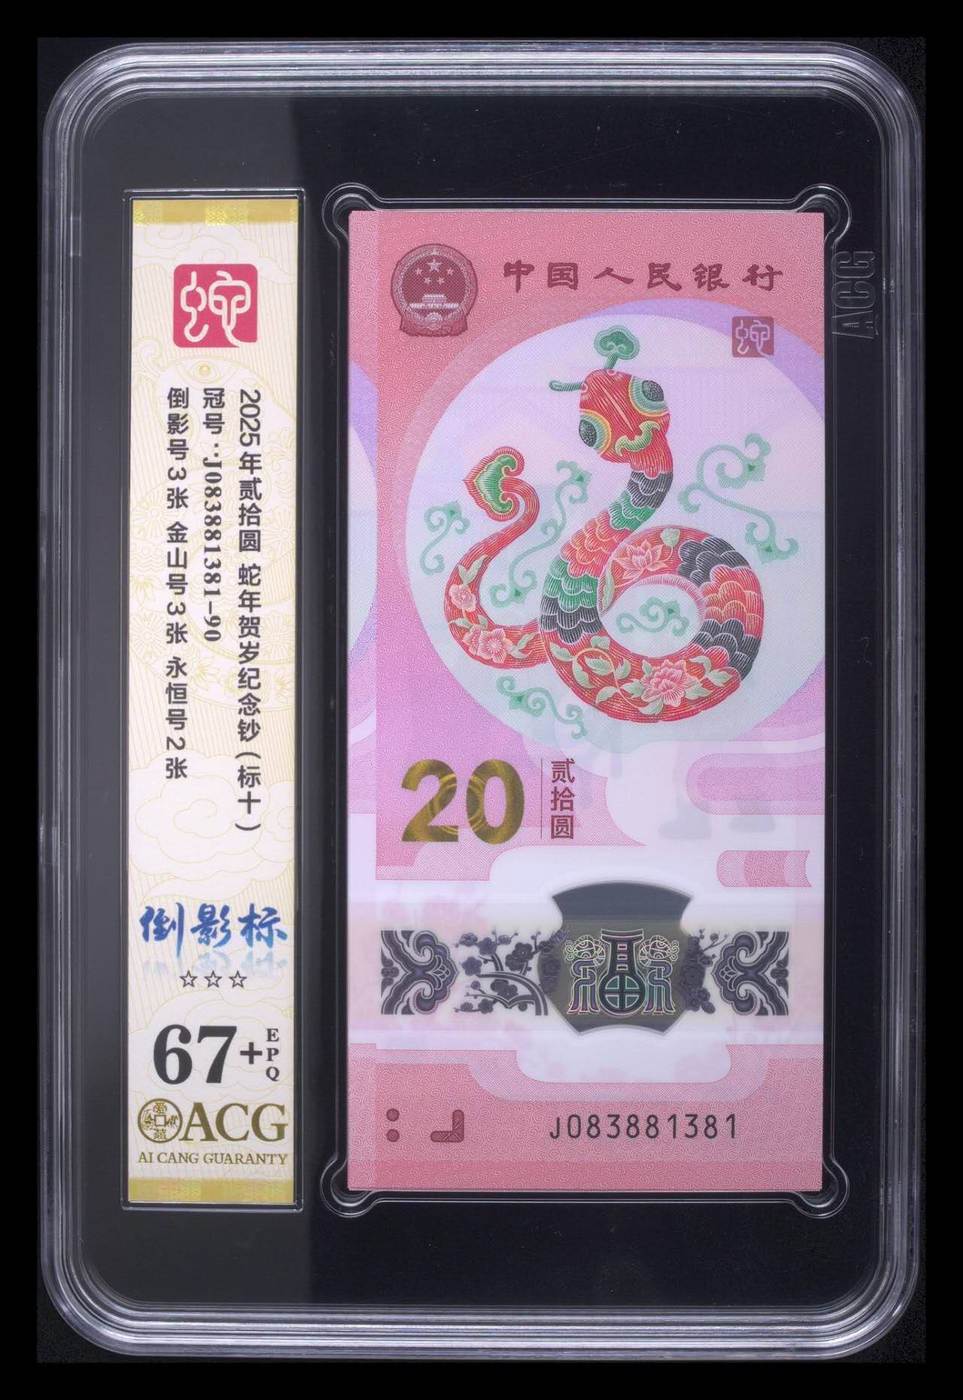 蛇
2025年贰拾圆 蛇年贺岁纪念钞(标十)
冠号:J083881381-90
倒影号3张 金山号3张 永恒号2张
倒影标
☆☆☆
67+EPQ
ACG
AI CANG GUARANTY
中国人民银行
蛇
20
贰拾圆
J083881381
ACG